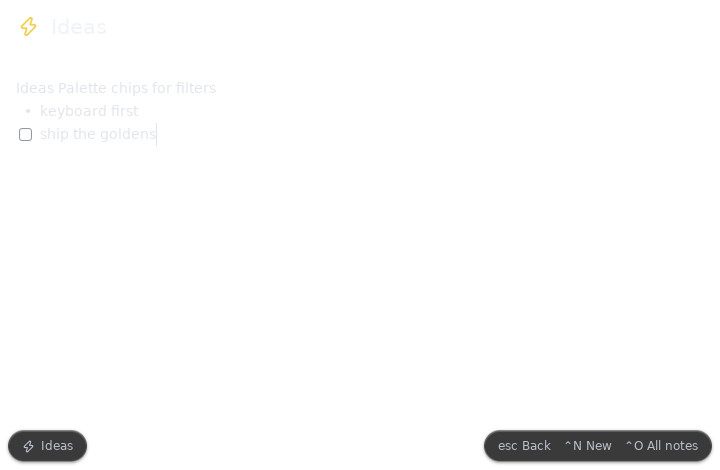 Ideas
Ideas Palette chips for filters
• keyboard first
ship the goldens
Ideas
esc Back ^N New ^O All notes